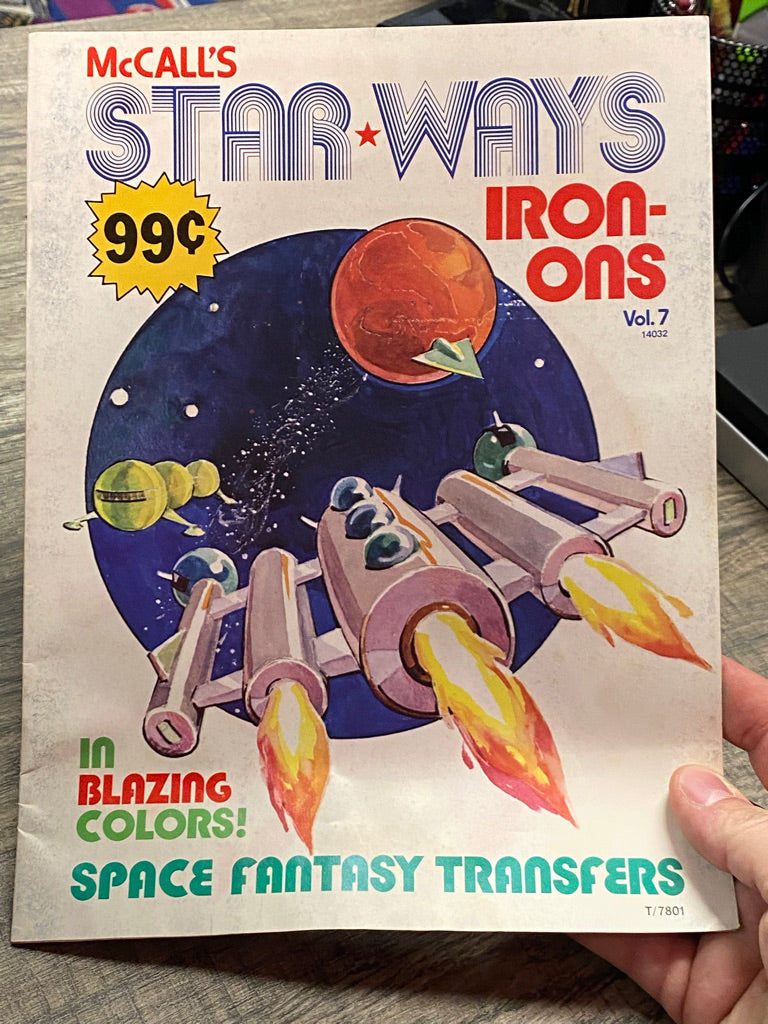 McCALL'S
STAR★WAYS
99¢
IRON-
ONS
Vol. 7
14032
IN
BLAZING
COLORS!
SPACE FANTASY TRANSFERS
T/7801